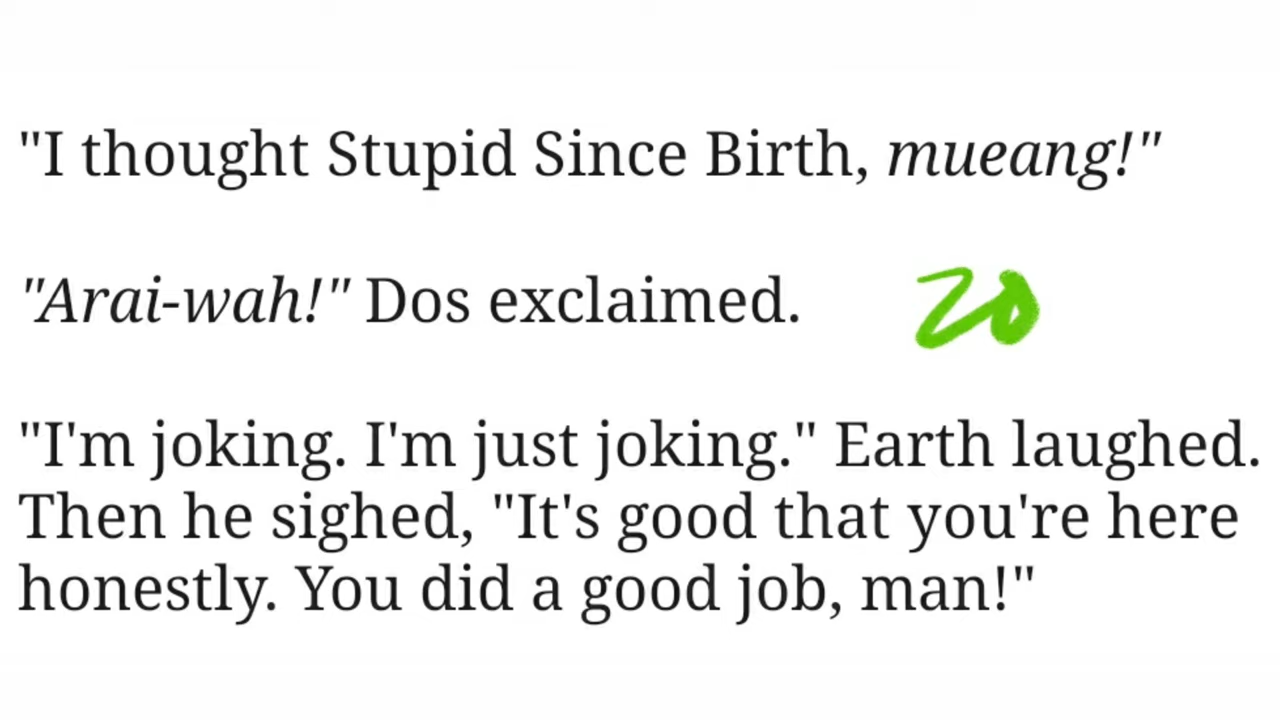 "I thought Stupid Since Birth, mueang!"
"Arai-wah!" Dos exclaimed.
20
"I'm joking. I'm just joking." Earth laughed.
Then he sighed, "It's good that you're here
honestly. You did a good job, man!"